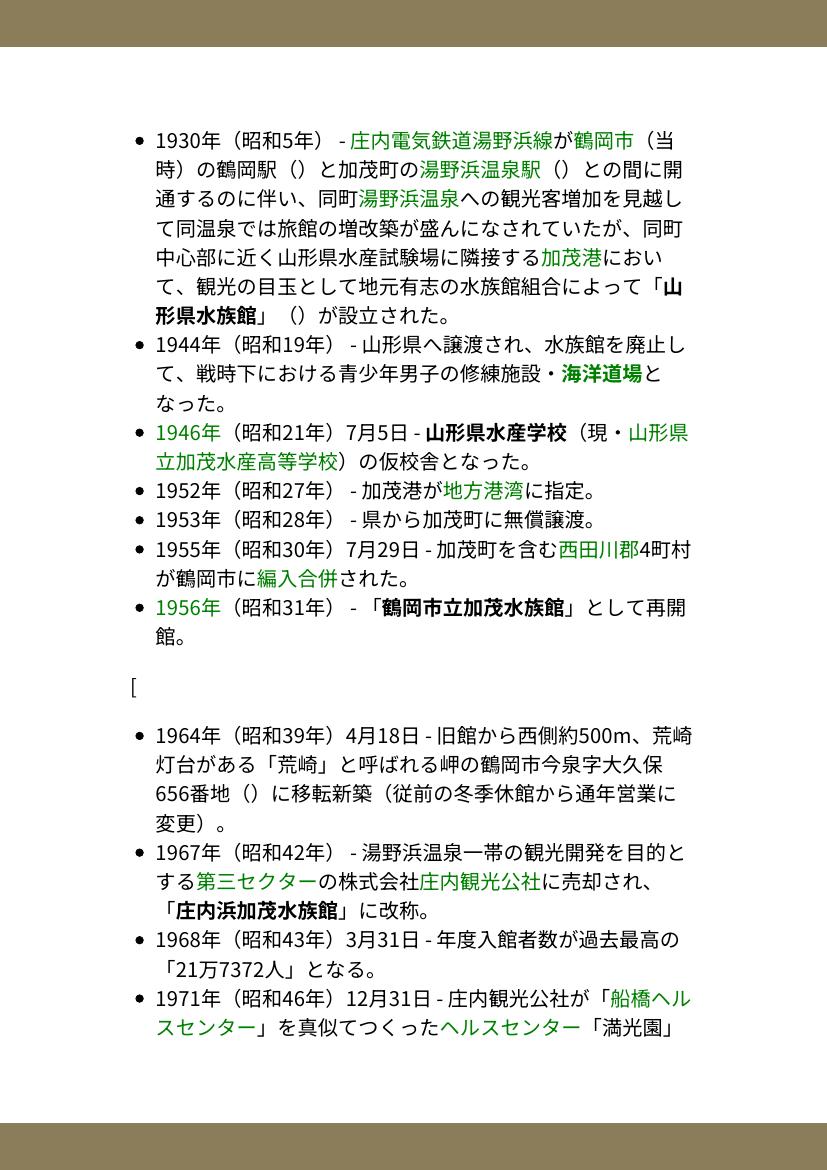 • 1930年（昭和5年） - 庄内電気鉄道湯野浜線が鶴岡市（当
時）の鶴岡駅（）と加茂町の湯野浜温泉駅（）との間に開
通するのに伴い、同町湯野浜温泉への観光客増加を見越し
て同温泉では旅館の増改築が盛んになされていたが、同町
中心部に近く山形県水産試験場に隣接する加茂港におい
て、観光の目玉として地元有志の水族館組合によって「山
形県水族館」（）が設立された。
• 1944年（昭和19年） - 山形県へ譲渡され、水族館を廃止し
て、戦時下における青少年男子の修練施設・海洋道場と
なった。
• 1946年（昭和21年）7月5日 - 山形県水産学校（現・山形県
立加茂水産高等学校）の仮校舎となった。
• 1952年（昭和27年） - 加茂港が地方港湾に指定。
• 1953年（昭和28年） - 県から加茂町に無償譲渡。
• 1955年（昭和30年）7月29日 - 加茂町を含む西田川郡4町村
が鶴岡市に編入合併された。
• 1956年（昭和31年） - 「鶴岡市立加茂水族館」として再開
館。
[
• 1964年（昭和39年）4月18日 - 旧館から西側約500m、荒崎
灯台がある「荒崎」と呼ばれる岬の鶴岡市今泉字大久保
656番地（）に移転新築（従前の冬季休館から通年営業に
変更）。
• 1967年（昭和42年） - 湯野浜温泉一帯の観光開発を目的と
する第三セクターの株式会社庄内観光公社に売却され、
「庄内浜加茂水族館」に改称。
• 1968年（昭和43年）3月31日 - 年度入館者数が過去最高の
「21万7372人」となる。
• 1971年（昭和46年）12月31日 - 庄内観光公社が「船橋ヘル
スセンター」を真似てつくったヘルスセンター「満光園」